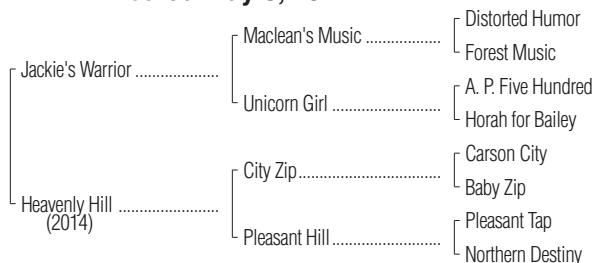 Maclean's Music
Distorted Humor
Forest Music
Jackie's Warrior
Unicorn Girl
A. P. Five Hundred
Horah for Bailey
Heavenly Hill
(2014)
City Zip
Carson City
Baby Zip
Pleasant Hill
Pleasant Tap
Northern Destiny